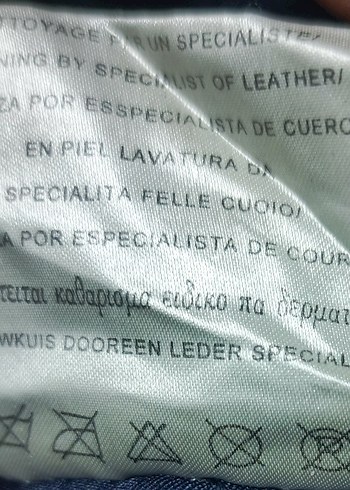 TTOYAGE PAR UN SPECIALISTE/
NING BY SPECIALIST OF LEATHER/
ZA POR ESSPECIALISTA DE CUERO
EN PIEL LAVATURA DA
SPECIALITA FELLE CUOIO/
A POR ESPECIALISTA DE COUR
τειται καθαρισμα ειδικο πα δερματ
WKUIS DOOREEN LEDER SPECIAL